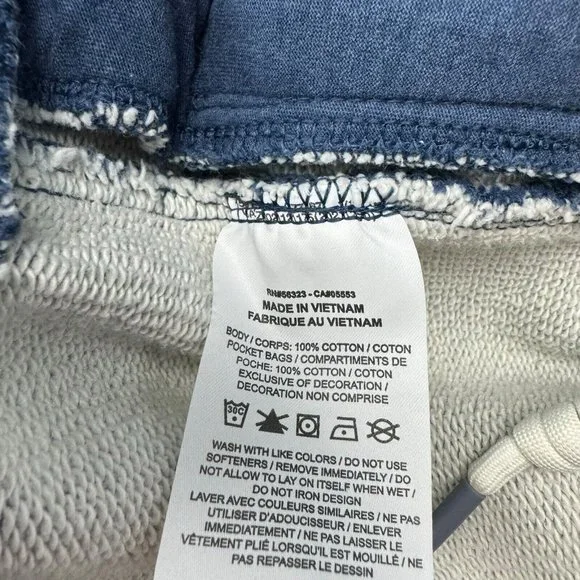 RN#56323 - CA#05553
MADE IN VIETNAM
FABRIQUE AU VIETNAM
BODY / CORPS: 100% COTTON / COTON
POCKET BAGS / COMPARTIMENTS DE
POCHE: 100% COTTON / COTON
EXCLUSIVE OF DECORATION /
DECORATION NON COMPRISE
30C
WASH WITH LIKE COLORS / DO NOT USE
SOFTENERS / REMOVE IMMEDIATELY / DO
NOT ALLOW TO LAY ON ITSELF WHEN WET /
DO NOT IRON DESIGN
LAVER AVEC COULEURS SIMILAIRES / NE PAS
UTILISER D'ADOUCISSEUR / ENLEVER
IMMEDIATEMENT / NE PAS LAISSER LE
VÊTEMENT PLIÉ LORSQU'IL EST MOUILLÉ / NE
PAS REPASSER LE DESSIN